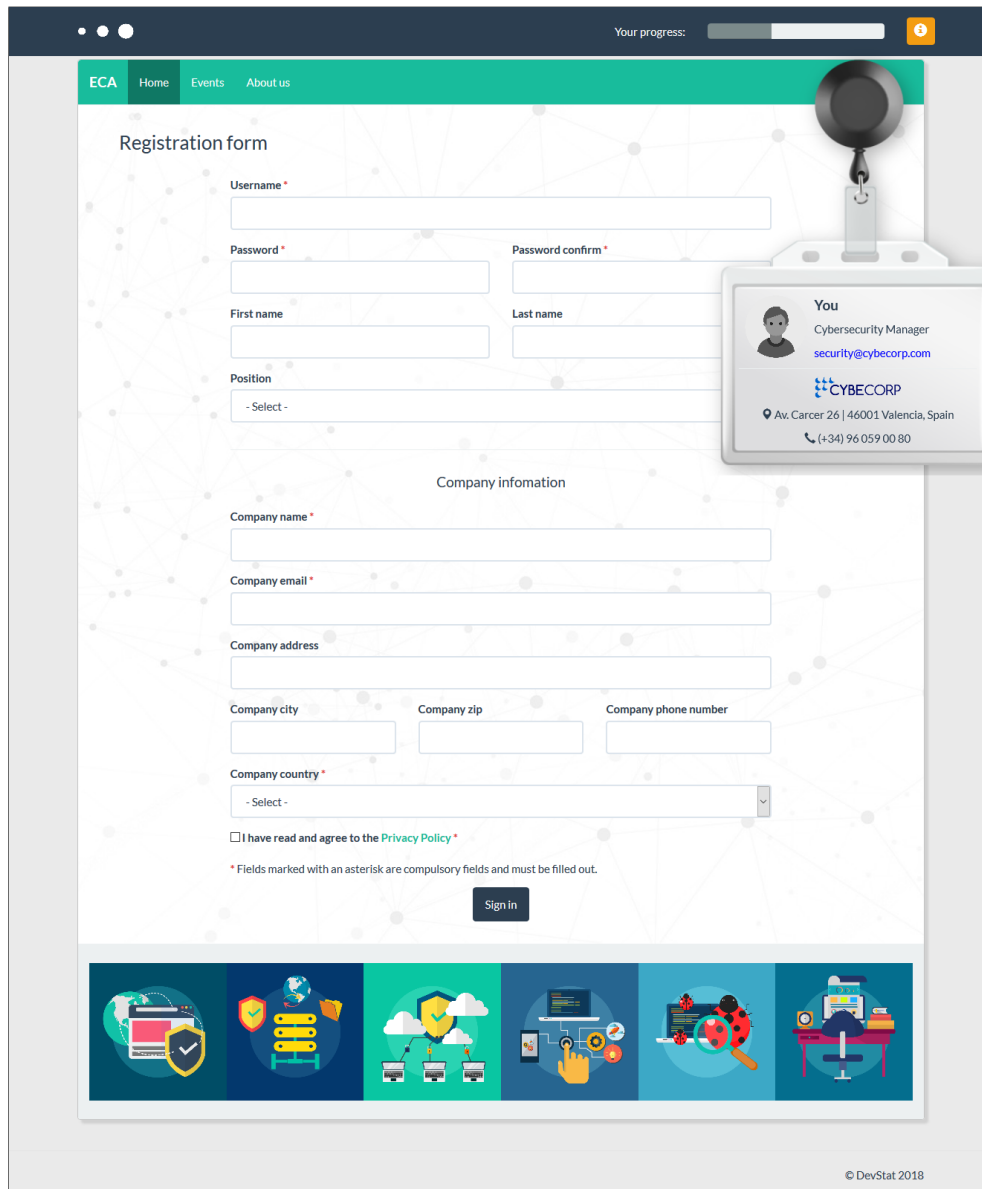 Your progress:
ECA Home Events About us
Registration form
Username *
Password * Password confirm *
First name Last name
Position
- Select -
You
Cybersecurity Manager
security@cybecorp.com
CYBECORP
Av. Carcer 26 | 46001 Valencia, Spain
(+34) 96 059 00 80
Company infomation
Company name *
Company email *
Company address
Company city Company zip Company phone number
Company country *
- Select -
I have read and agree to the Privacy Policy *
* Fields marked with an asterisk are compulsory fields and must be filled out.
Sign in
© DevStat 2018